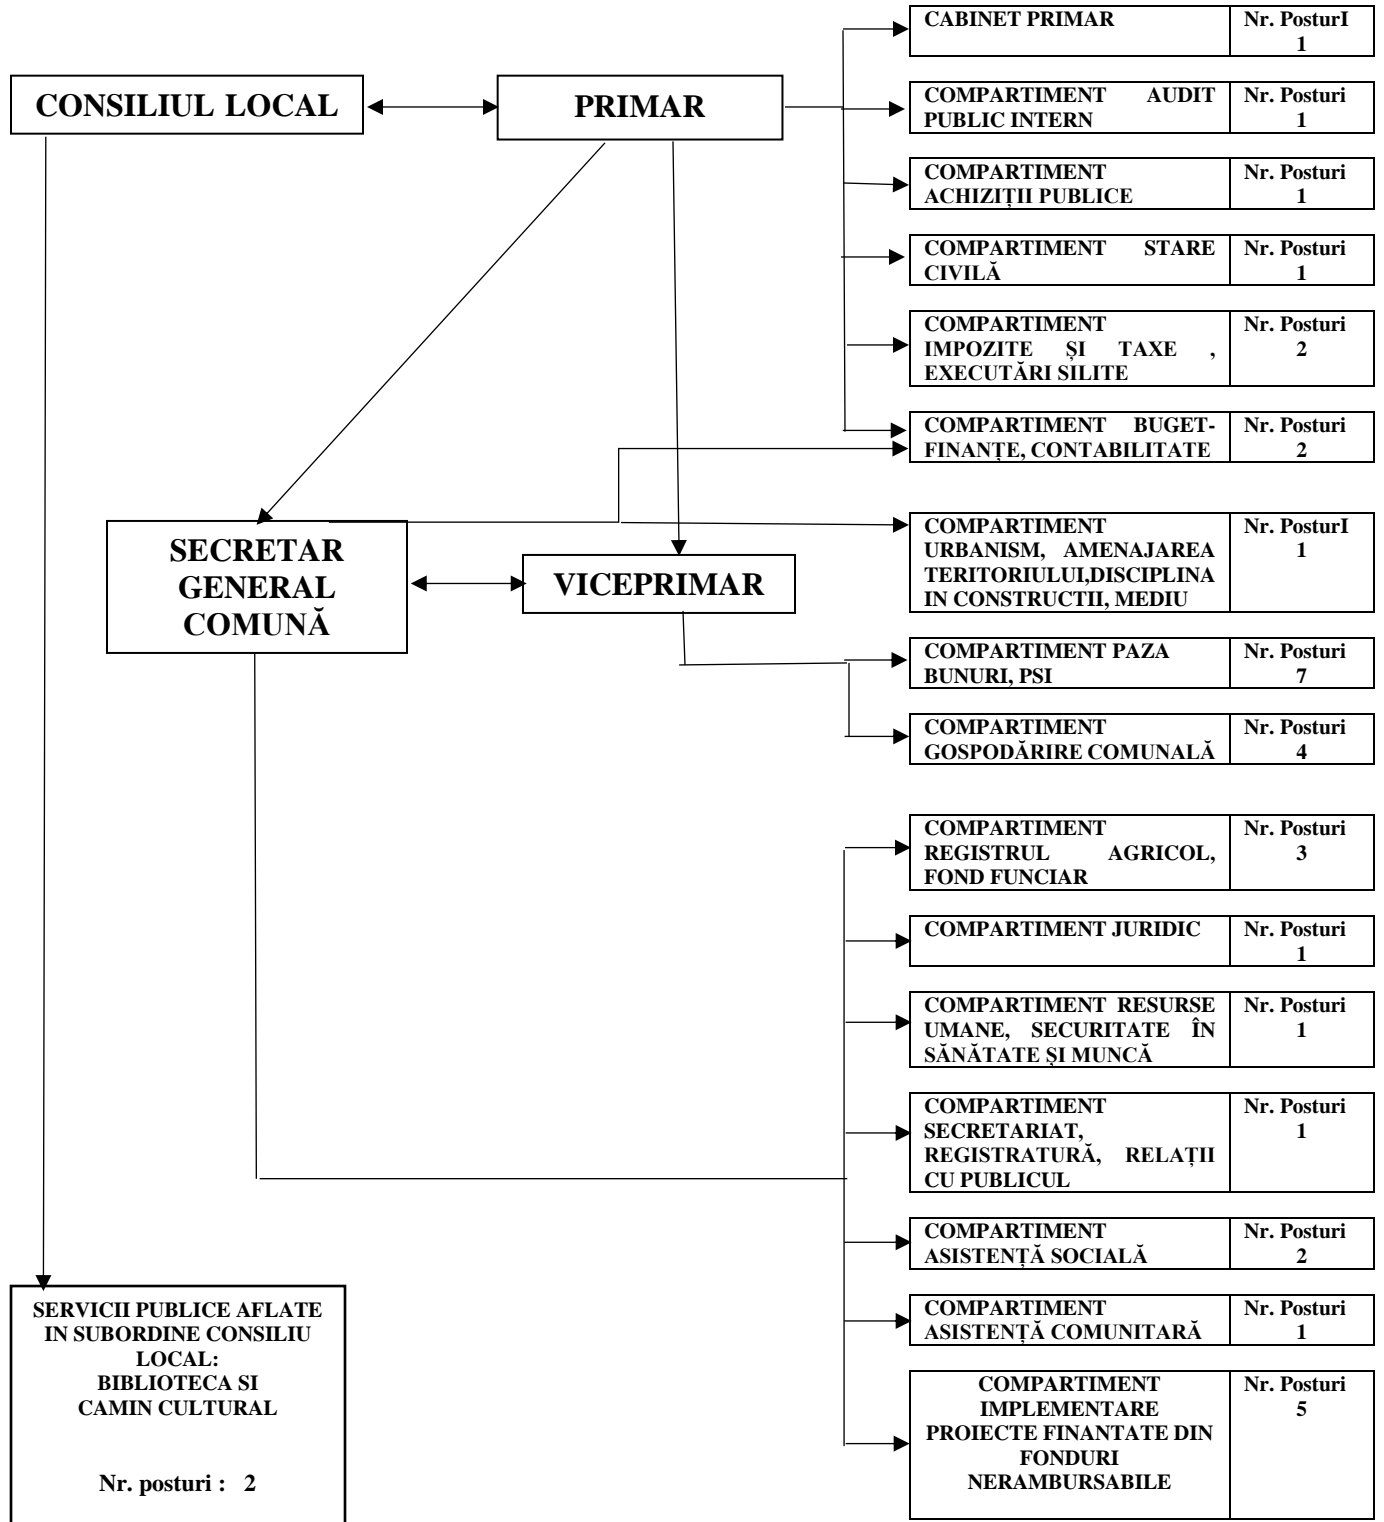 CABINET PRIMAR
Nr. PosturI
1
CONSILIUL LOCAL
PRIMAR
COMPARTIMENT AUDIT
PUBLIC INTERN
Nr. Posturi
1
COMPARTIMENT
ACHIZIȚII PUBLICE
Nr. Posturi
1
COMPARTIMENT STARE
CIVILĂ
Nr. Posturi
1
COMPARTIMENT
IMPOZITE ȘI TAXE ,
EXECUTĂRI SILITE
Nr. Posturi
2
COMPARTIMENT BUGET-
FINANȚE, CONTABILITATE
Nr. Posturi
2
SECRETAR
GENERAL
COMUNĂ
VICEPRIMAR
COMPARTIMENT
URBANISM, AMENAJAREA
TERITORIULUI,DISCIPLINA
IN CONSTRUCTII, MEDIU
Nr. PosturI
1
COMPARTIMENT PAZA
BUNURI, PSI
Nr. Posturi
7
COMPARTIMENT
GOSPODĂRIRE COMUNALĂ
Nr. Posturi
4
COMPARTIMENT
REGISTRUL AGRICOL,
FOND FUNCIAR
Nr. Posturi
3
COMPARTIMENT JURIDIC
Nr. Posturi
1
COMPARTIMENT RESURSE
UMANE, SECURITATE ÎN
SĂNĂTATE ȘI MUNCĂ
Nr. Posturi
1
COMPARTIMENT
SECRETARIAT,
REGISTRATURĂ, RELAȚII
CU PUBLICUL
Nr. Posturi
1
COMPARTIMENT
ASISTENȚĂ SOCIALĂ
Nr. Posturi
2
COMPARTIMENT
ASISTENȚĂ COMUNITARĂ
Nr. Posturi
1
COMPARTIMENT
IMPLEMENTARE
PROIECTE FINANTATE DIN
FONDURI
NERAMBURSABILE
Nr. Posturi
5
SERVICII PUBLICE AFLATE
IN SUBORDINE CONSILIU
LOCAL:
BIBLIOTECA SI
CAMIN CULTURAL
Nr. posturi : 2